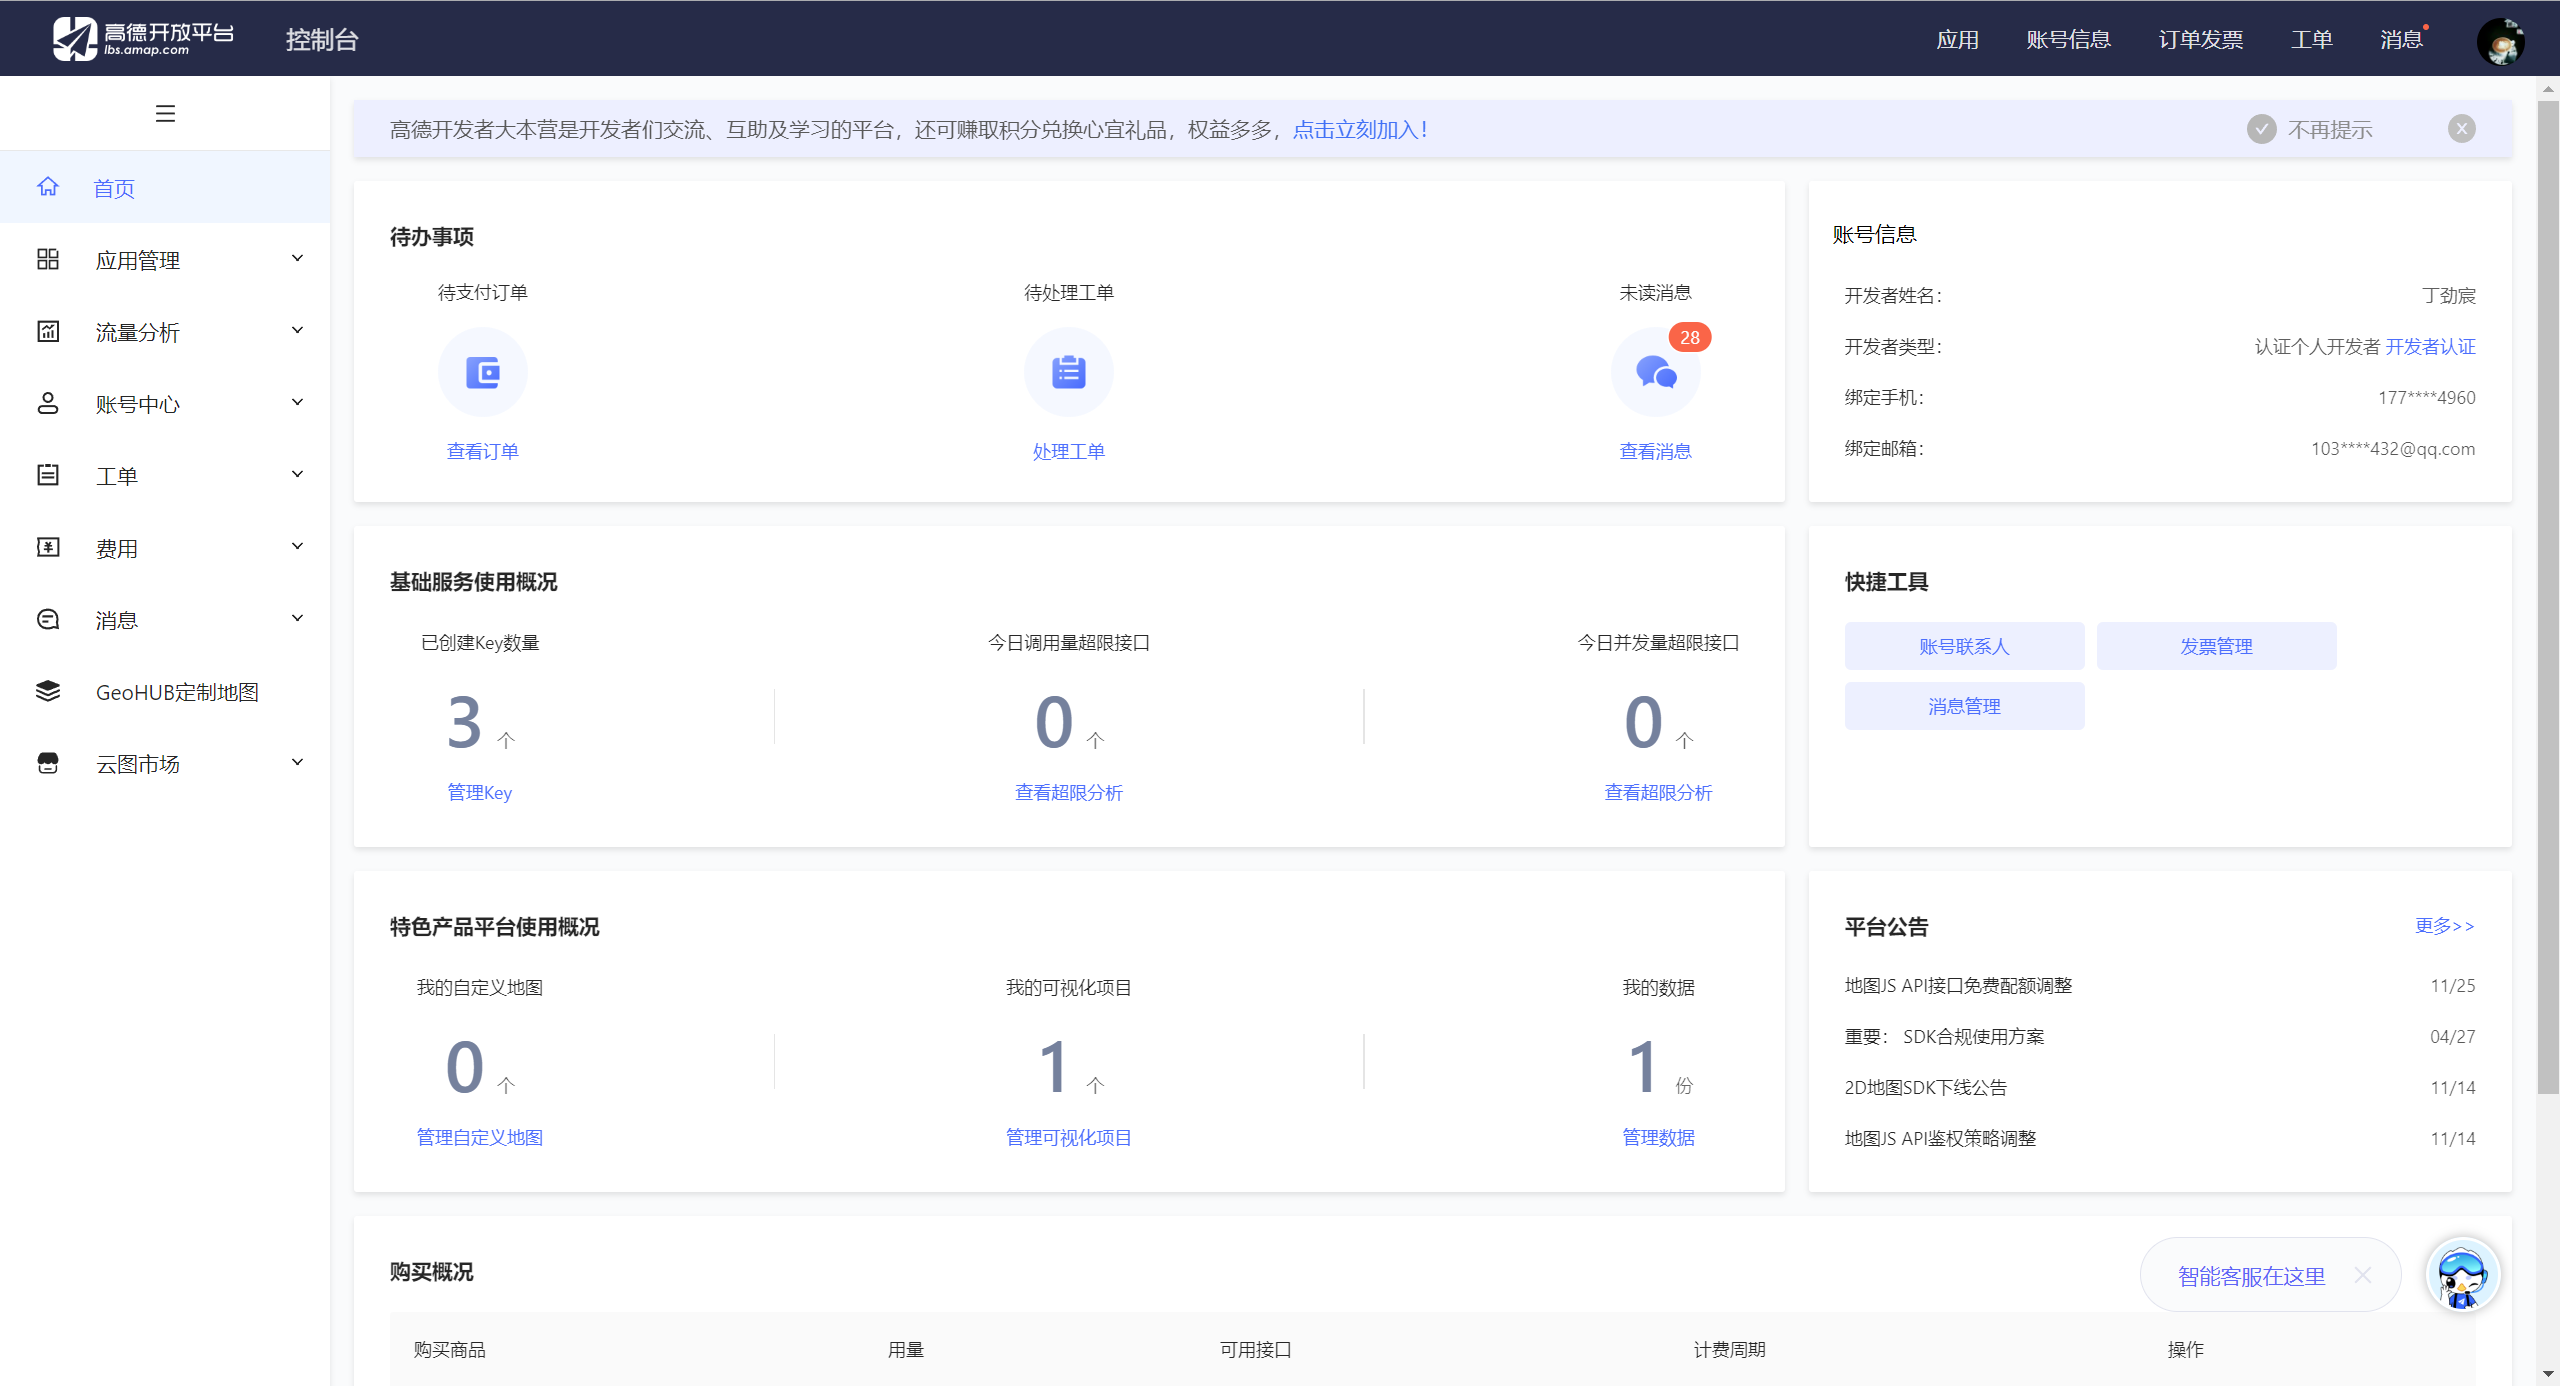 高德开放平台
lbs.amap.com
控制台
应用
账号信息
订单发票
工单
消息
首页
应用管理
流量分析
账号中心
工单
费用
消息
GeoHUB定制地图
云图市场
高德开发者大本营是开发者们交流、互助及学习的平台，还可赚取积分兑换心宜礼品，权益多多，点击立刻加入！
不再提示
待办事项
待支付订单
查看订单
待处理工单
处理工单
未读消息
28
查看消息
账号信息
开发者姓名：
丁劲宸
开发者类型：
认证个人开发者 开发者认证
绑定手机：
177****4960
绑定邮箱：
103****432@qq.com
基础服务使用概况
已创建Key数量
3 个
管理Key
今日调用量超限接口
0 个
查看超限分析
今日并发量超限接口
0 个
查看超限分析
快捷工具
账号联系人
发票管理
消息管理
特色产品平台使用概况
我的自定义地图
0 个
管理自定义地图
我的可视化项目
1 个
管理可视化项目
我的数据
1 份
管理数据
平台公告
更多>>
地图JS API接口免费配额调整
11/25
重要： SDK合规使用方案
04/27
2D地图SDK下线公告
11/14
地图JS API鉴权策略调整
11/14
购买概况
智能客服在这里
购买商品
用量
可用接口
计费周期
操作